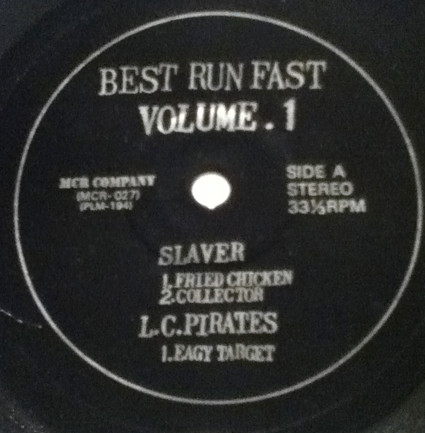 BEST RUN FAST
VOLUME . 1
MCR COMPANY
(MCR-027)
(PLM-194)
SIDE A
STEREO
33⅓RPM
SLAVER
1.FRIED CHICKEN
2.COLLECTOR
L.C.PIRATES
1.EAGY TARGET